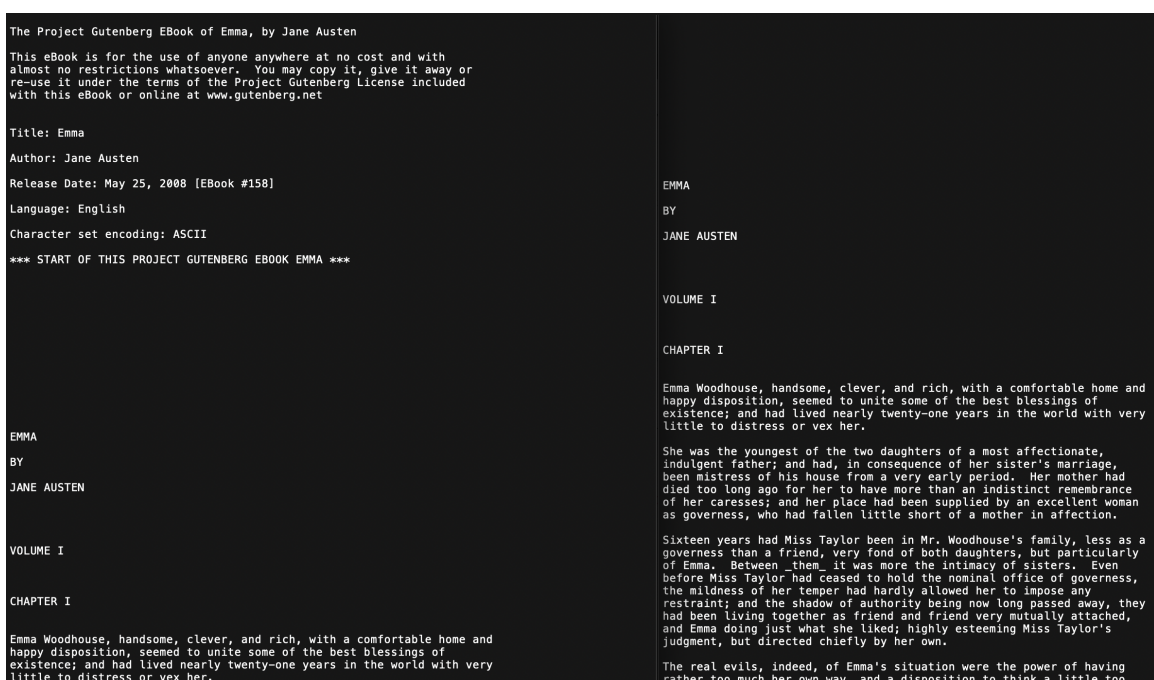 The Project Gutenberg EBook of Emma, by Jane Austen
This eBook is for the use of anyone anywhere at no cost and with
almost no restrictions whatsoever.  You may copy it, give it away or
re-use it under the terms of the Project Gutenberg License included
with this eBook or online at www.gutenberg.net
Title: Emma
Author: Jane Austen
Release Date: May 25, 2008 [EBook #158]
Language: English
Character set encoding: ASCII
*** START OF THIS PROJECT GUTENBERG EBOOK EMMA ***
EMMA
BY
JANE AUSTEN
VOLUME I
CHAPTER I
Emma Woodhouse, handsome, clever, and rich, with a comfortable home and
happy disposition, seemed to unite some of the best blessings of
existence; and had lived nearly twenty-one years in the world with very
little to distress or vex her.
EMMA
BY
JANE AUSTEN
VOLUME I
CHAPTER I
Emma Woodhouse, handsome, clever, and rich, with a comfortable home and
happy disposition, seemed to unite some of the best blessings of
existence; and had lived nearly twenty-one years in the world with very
little to distress or vex her.
She was the youngest of the two daughters of a most affectionate,
indulgent father; and had, in consequence of her sister's marriage,
been mistress of his house from a very early period.  Her mother had
died too long ago for her to have more than an indistinct remembrance
of her caresses; and her place had been supplied by an excellent woman
as governess, who had fallen little short of a mother in affection.
Sixteen years had Miss Taylor been in Mr. Woodhouse's family, less as a
governess than a friend, very fond of both daughters, but particularly
of Emma.  Between _them_ it was more the intimacy of sisters.  Even
before Miss Taylor had ceased to hold the nominal office of governess,
the mildness of her temper had hardly allowed her to impose any
restraint; and the shadow of authority being now long passed away, they
had been living together as friend and friend very mutually attached,
and Emma doing just what she liked; highly esteeming Miss Taylor's
judgment, but directed chiefly by her own.
The real evils, indeed, of Emma's situation were the power of having
rather too much her own way, and a disposition to think a little too